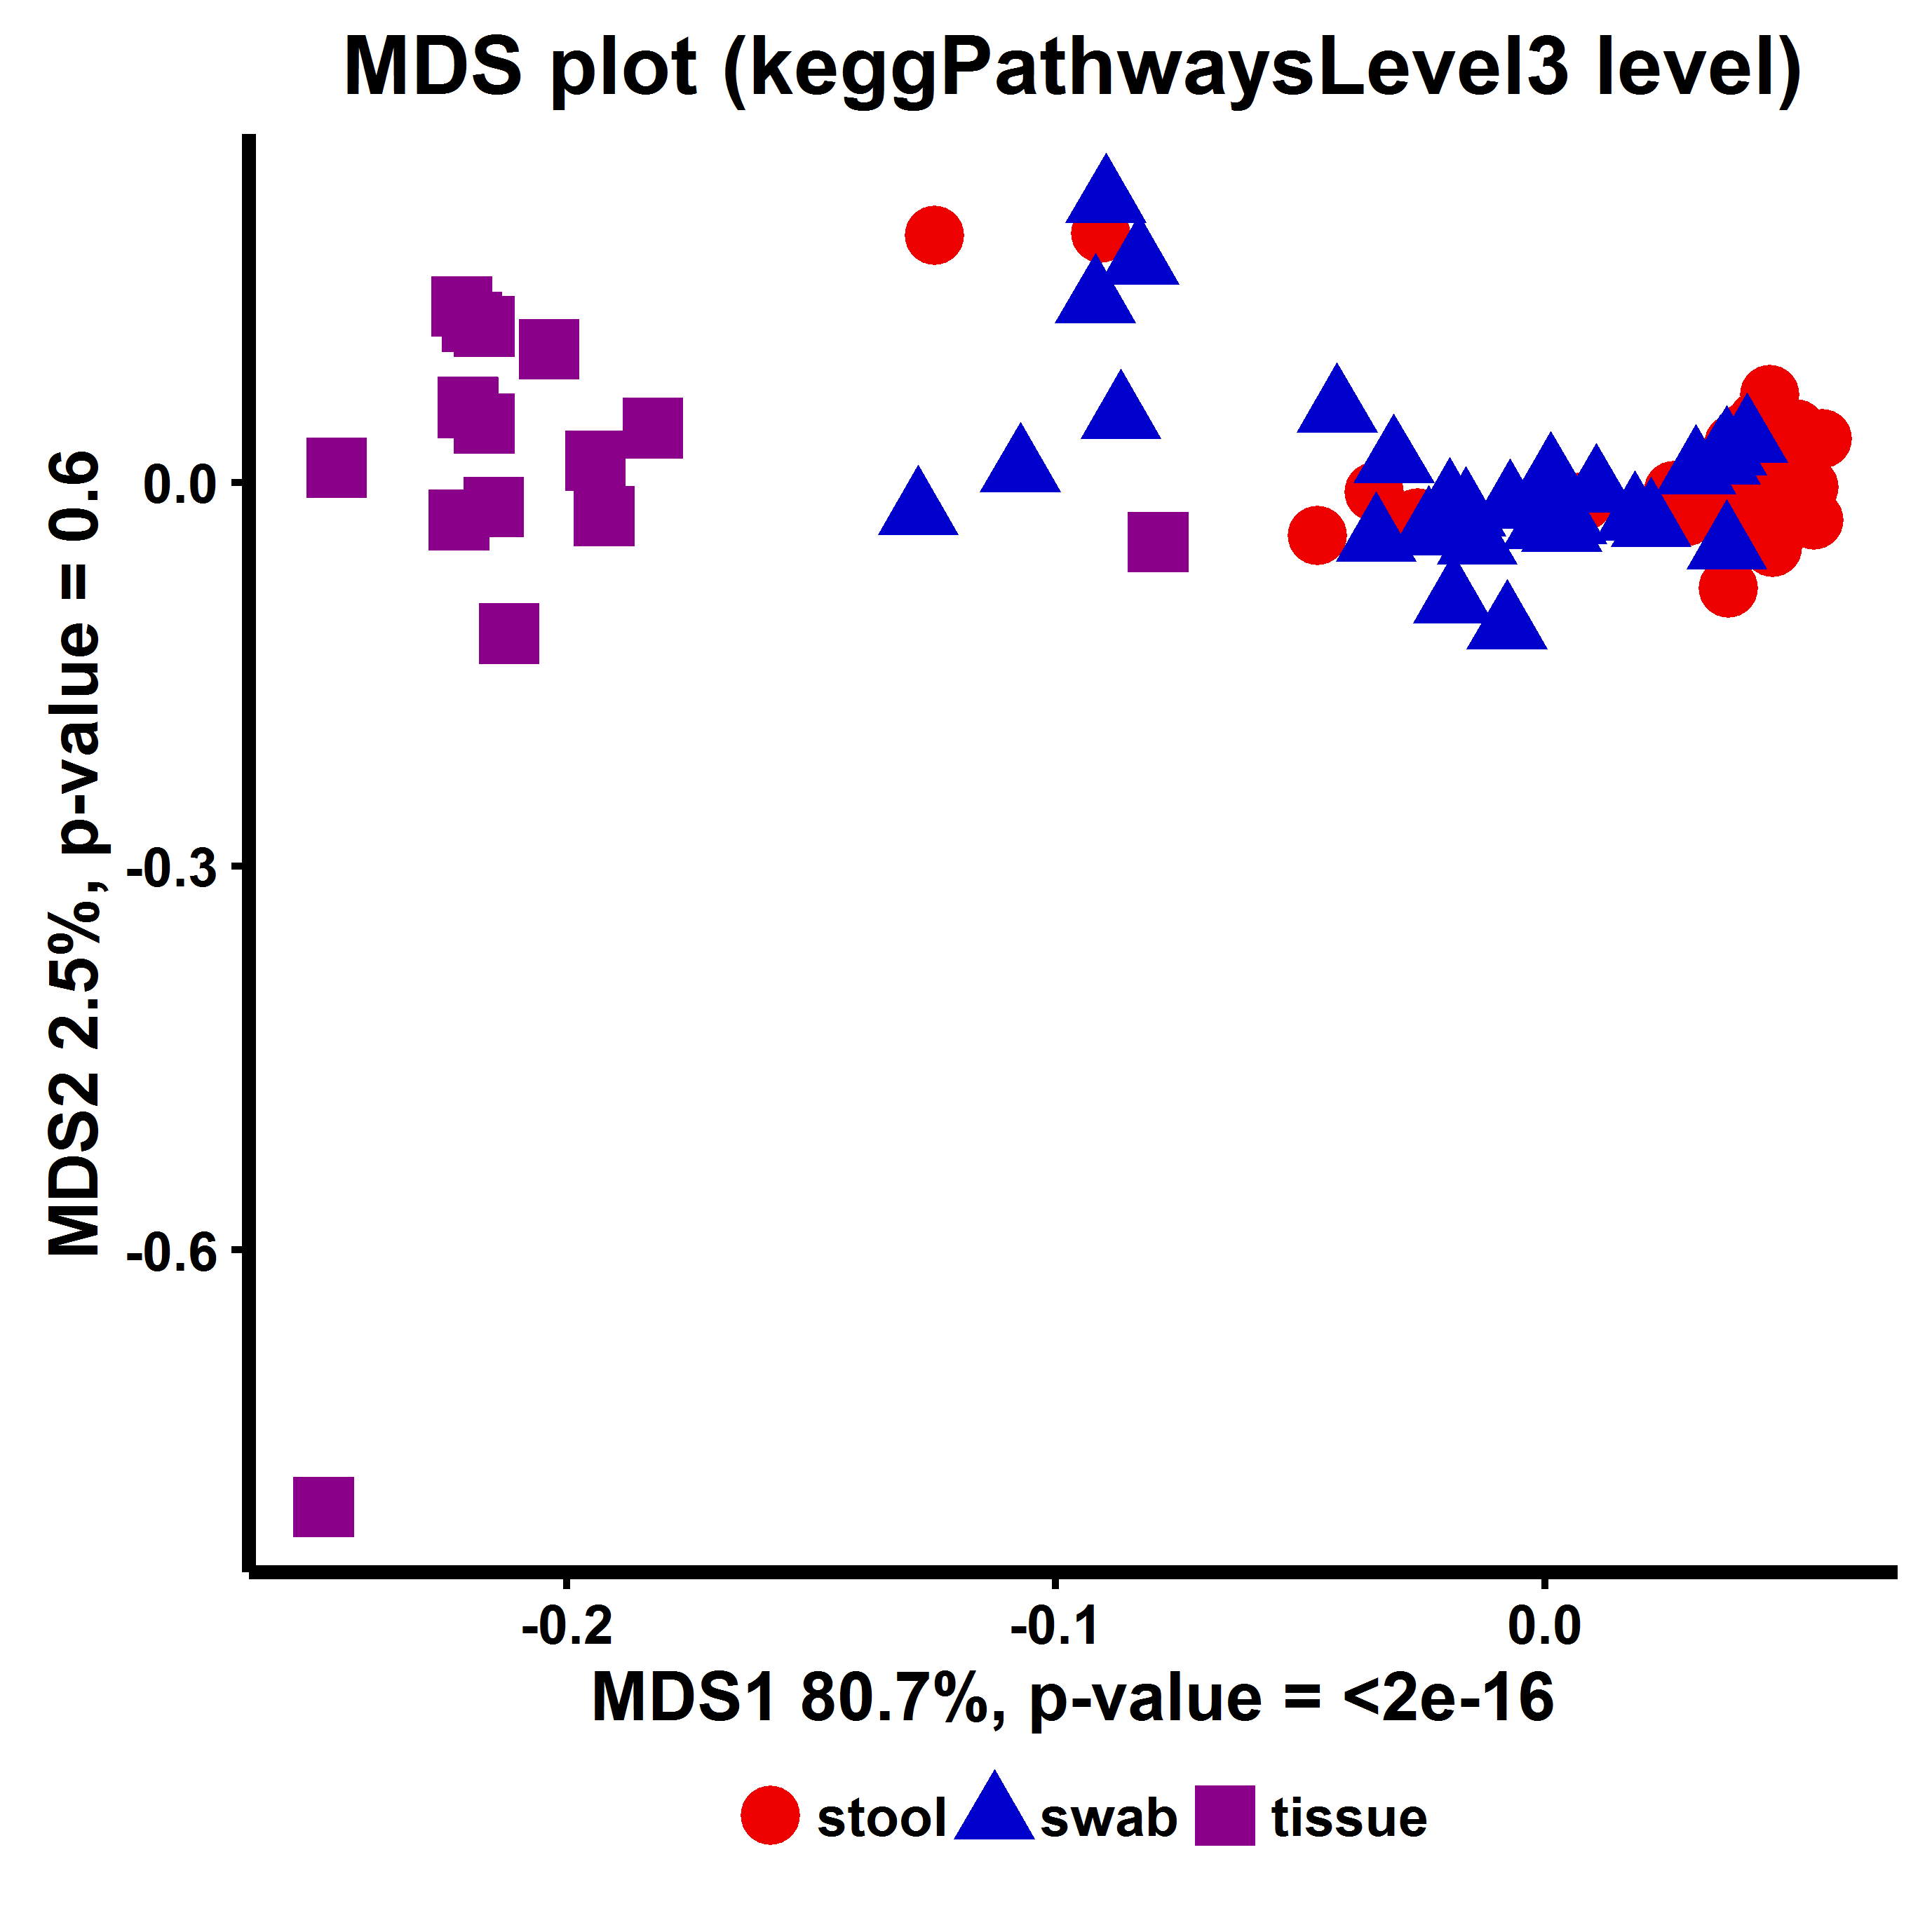 MDS plot (keggPathwaysLevel3 level)
MDS2 2.5%, p-value = 0.6
0.0
-0.3
-0.6
-0.2
-0.1
0.0
MDS1 80.7%, p-value = <2e-16
stool
swab
tissue